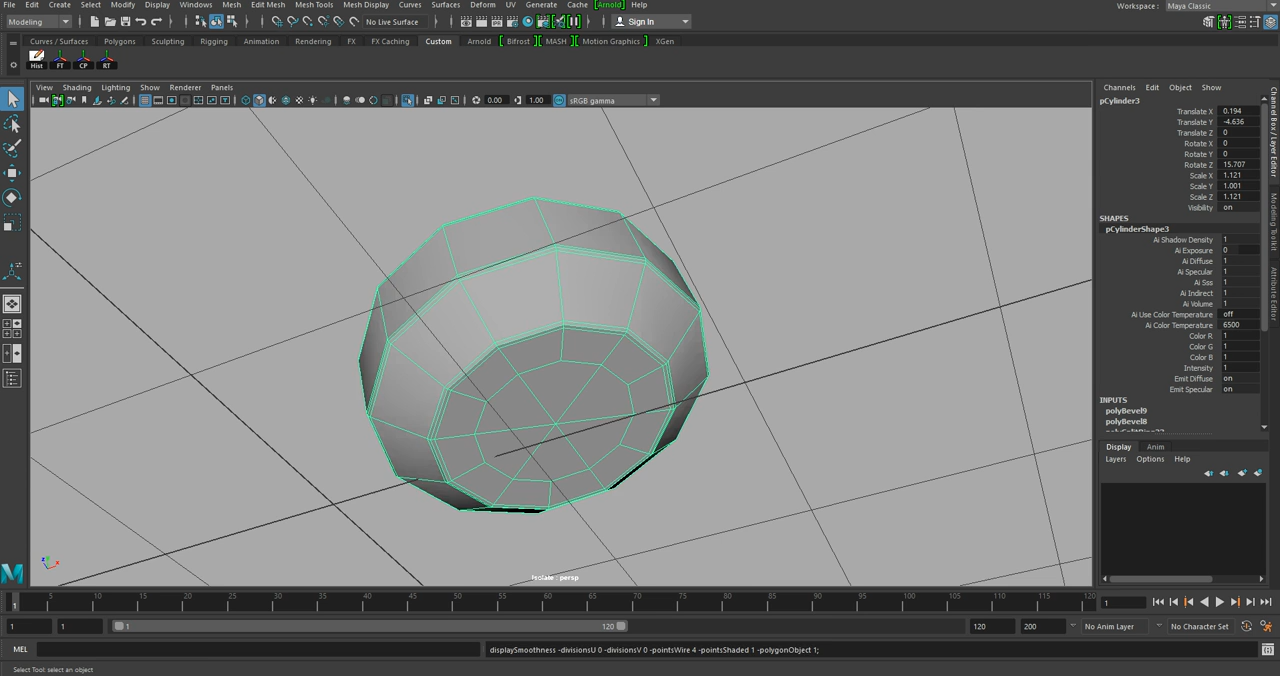 File Edit Create Select Modify Display Windows Mesh Edit Mesh Mesh Tools Mesh Display Curves Surfaces Deform UV Generate Cache [Arnold] Help Workspace : Maya Classic
Modeling No Live Surface Sign In
Curves / Surfaces Polygons Sculpting Rigging Animation Rendering FX FX Caching Custom Arnold Bifrost MASH Motion Graphics XGen
Hist FT CP RT
View Shading Lighting Show Renderer Panels
0.00 1.00 sRGB gamma
Channels Edit Object Show
pCylinder3
Translate X 0.194
Translate Y -4.636
Translate Z 0
Rotate X 0
Rotate Y 0
Rotate Z 15.707
Scale X 1.121
Scale Y 1.001
Scale Z 1.121
Visibility on
SHAPES
pCylinderShape3
Ai Shadow Density 1
Ai Exposure 0
Ai Diffuse 1
Ai Specular 1
Ai Sss 1
Ai Indirect 1
Ai Volume 1
Ai Use Color Temperature off
Ai Color Temperature 6500
Color R 1
Color G 1
Color B 1
Intensity 1
Emit Diffuse on
Emit Specular on
INPUTS
polyBevel9
polyBevel8
Channel Box / Layer Editor
Modeling Toolkit
Attribute Editor
Display Anim
Layers Options Help
Isolate : persp
1 5 10 15 20 25 30 35 40 45 50 55 60 65 70 75 80 85 90 95 100 105 110 115 120 1
1 1 1 120 120 200 No Anim Layer No Character Set
MEL displaySmoothness -divisionsU 0 -divisionsV 0 -pointsWire 4 -pointsShaded 1 -polygonObject 1;
Select Tool: select an object